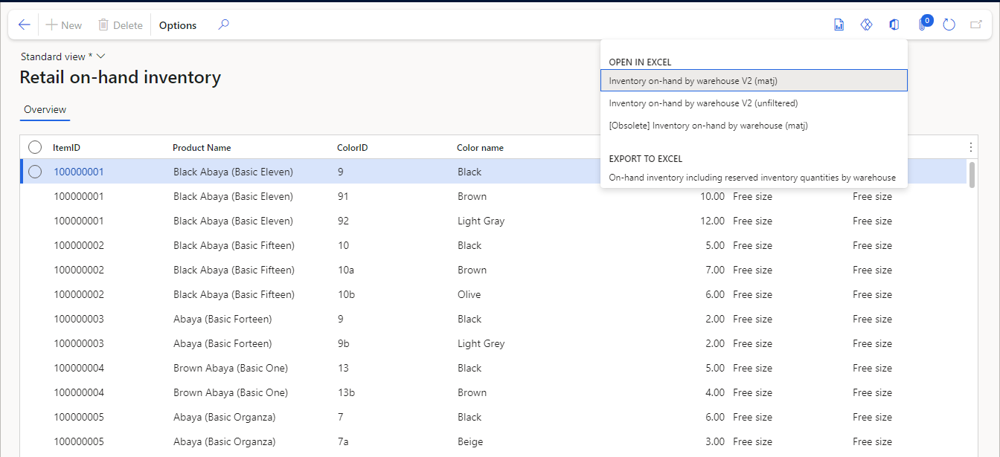 New Delete Options 0
OPEN IN EXCEL
Standard view *
Retail on-hand inventory
Inventory on-hand by warehouse V2 (matj)
Inventory on-hand by warehouse V2 (unfiltered)
Overview
[Obsolete] Inventory on-hand by warehouse (matj)
ItemID Product Name ColorID Color name
EXPORT TO EXCEL
100000001 Black Abaya (Basic Eleven) 9 Black
On-hand inventory including reserved inventory quantities by warehouse
100000001 Black Abaya (Basic Eleven) 91 Brown 10.00 Free size Free size
100000001 Black Abaya (Basic Eleven) 92 Light Gray 12.00 Free size Free size
100000002 Black Abaya (Basic Fifteen) 10 Black 5.00 Free size Free size
100000002 Black Abaya (Basic Fifteen) 10a Brown 7.00 Free size Free size
100000002 Black Abaya (Basic Fifteen) 10b Olive 6.00 Free size Free size
100000003 Abaya (Basic Forteen) 9 Black 2.00 Free size Free size
100000003 Abaya (Basic Forteen) 9b Light Grey 2.00 Free size Free size
100000004 Brown Abaya (Basic One) 13 Black 5.00 Free size Free size
100000004 Brown Abaya (Basic One) 13b Brown 4.00 Free size Free size
100000005 Abaya (Basic Organza) 7 Black 6.00 Free size Free size
100000005 Abaya (Basic Organza) 7a Beige 3.00 Free size Free size